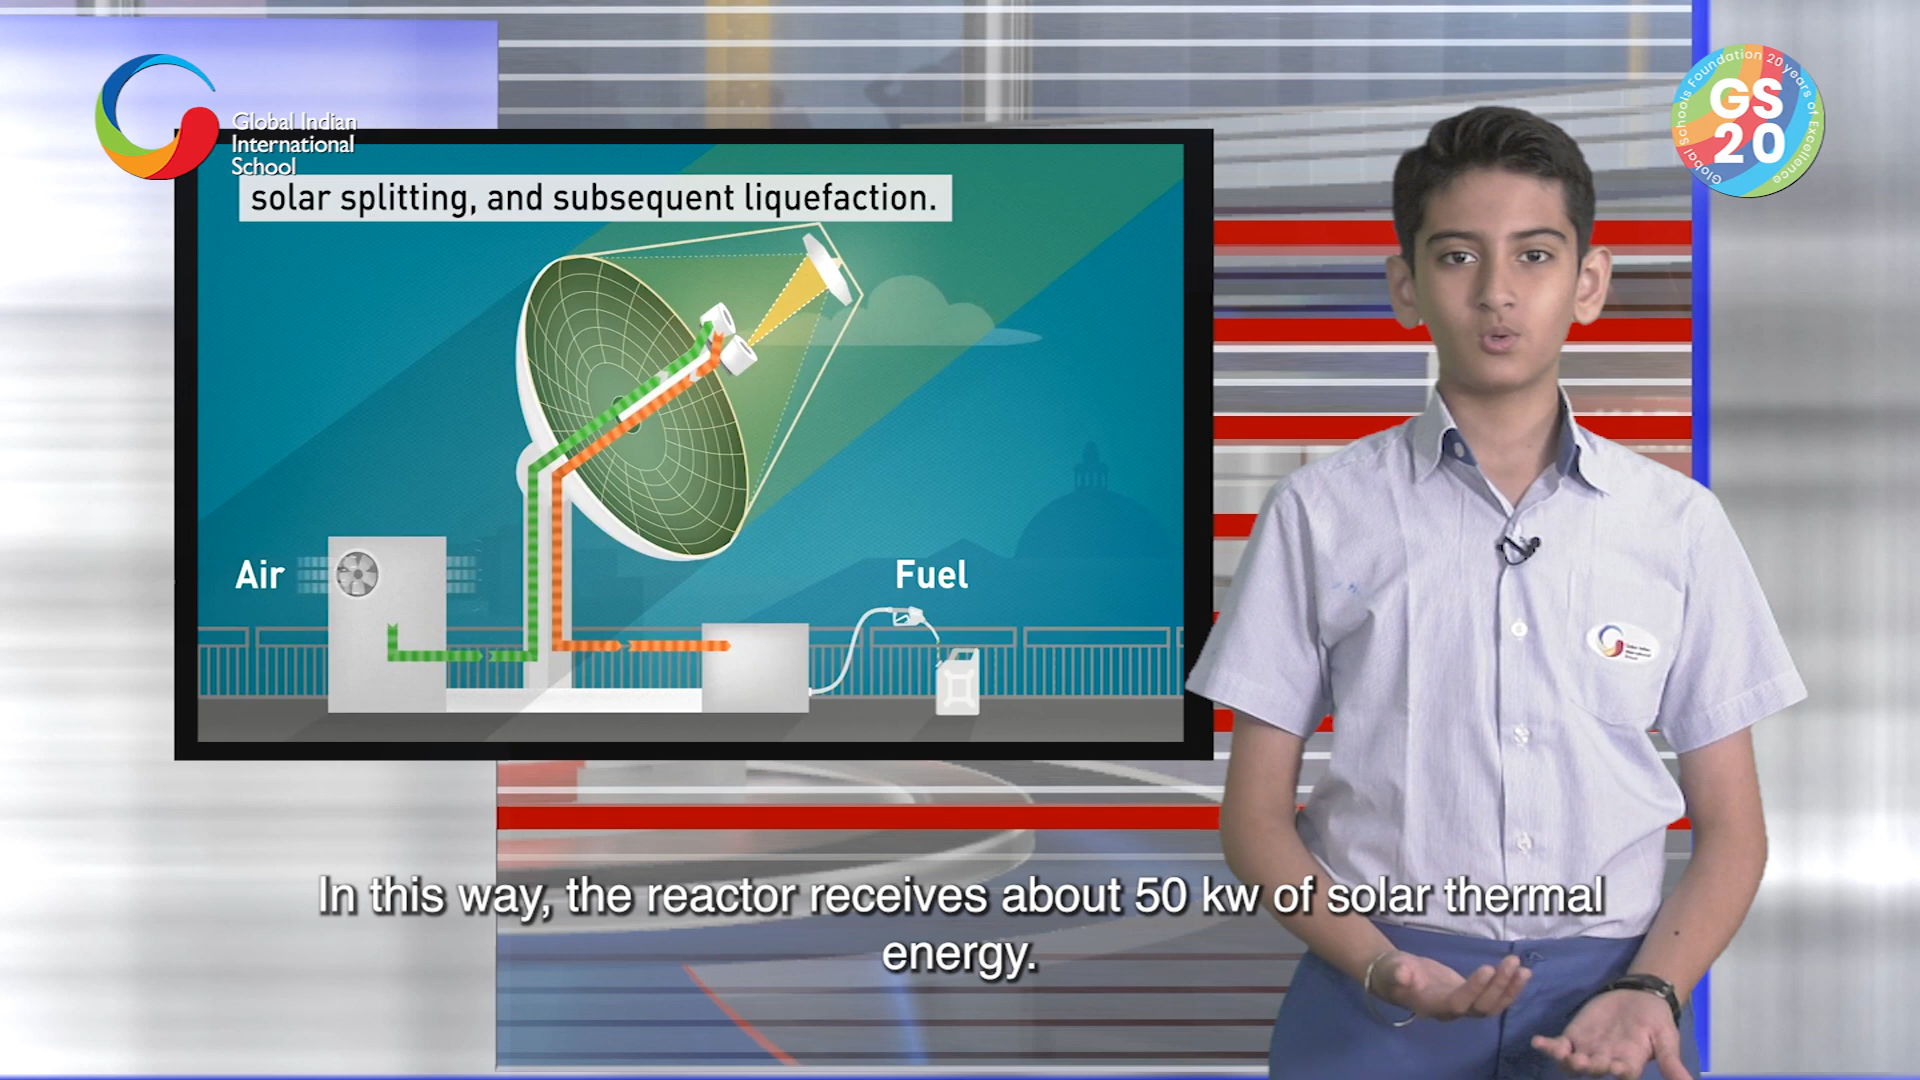 Global Indian
International
School
Global Schools Foundation 20 years of Excellence
GS
20
solar splitting, and subsequent liquefaction.
Air
Fuel
In this way, the reactor receives about 50 kw of solar thermal
energy.